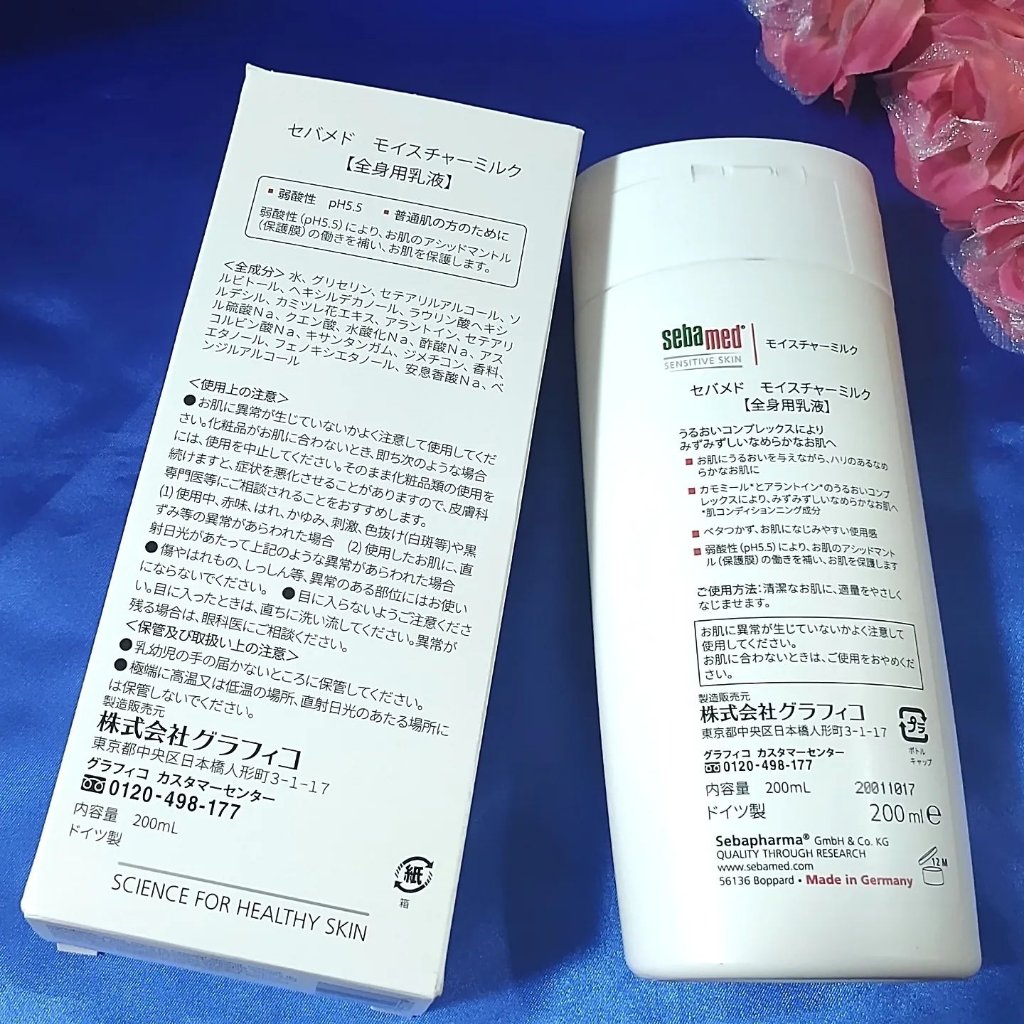 セバメド モイスチャーミルク
【全身用乳液】
▪ 弱酸性 pH5.5 ▪ 普通肌の方のために
弱酸性(pH5.5)により、お肌のアシッドマントル
(保護膜)の働きを補い、お肌を保護します。
<全成分>水、グリセリン、セテアリルアルコール、ソ
ルビトール、ヘキシルデカノール、ラウリン酸ヘキシ
ルデシル、カミツレ花エキス、アラントイン、セテアリ
ル硫酸Na、クエン酸、水酸化Na、酢酸Na、アス
コルビン酸Na、キサンタンガム、ジメチコン、香料、
エタノール、フェノキシエタノール、安息香酸Na、ベ
ンジルアルコール
<使用上の注意>
●お肌に異常が生じていないかよく注意して使用してくだ
さい。化粧品がお肌に合わないとき、即ち次のような場合
には、使用を中止してください。そのまま化粧品類の使用を
続けますと、症状を悪化させることがありますので、皮膚科
専門医等にご相談されることをおすすめします。
(1)使用中、赤味、はれ、かゆみ、刺激、色抜け(白斑等)や黒
ずみ等の異常があらわれた場合 (2)使用したお肌に、直
射日光があたって上記のような異常があらわれた場合
●傷やはれもの、しっしん等、異常のある部位にはお使い
にならないでください。 ●目に入らないようご注意くださ
い。目に入ったときは、直ちに洗い流してください。異常が
残る場合は、眼科医にご相談ください。
<保管及び取扱い上の注意>
●乳幼児の手の届かないところに保管してください。
●極端に高温又は低温の場所、直射日光のあたる場所に
は保管しないでください。
製造販売元
株式会社グラフィコ
東京都中央区日本橋人形町3-1-17
グラフィコ カスタマーセンター
0120-498-177
内容量 200mL
ドイツ製
紙
箱
SCIENCE FOR HEALTHY SKIN
sebamed®
SENSITIVE SKIN
モイスチャーミルク
セバメド モイスチャーミルク
【全身用乳液】
うるおいコンプレックスにより
みずみずしいなめらかなお肌へ
▪ お肌にうるおいを与えながら、ハリのあるなめ
らかなお肌に
▪ カモミール*とアラントイン*のうるおいコンプ
レックスにより、みずみずしいなめらかなお肌へ
*肌コンディショニング成分
▪ ベタつかず、お肌になじみやすい使用感
▪ 弱酸性(pH5.5)により、お肌のアシッドマント
ル(保護膜)の働きを補い、お肌を保護します
ご使用方法:清潔なお肌に、適量をやさしく
なじませます。
お肌に異常が生じていないかよく注意して
使用してください。
お肌に合わないときは、ご使用をおやめくだ
さい。
製造販売元
株式会社グラフィコ
東京都中央区日本橋人形町3-1-17
プラ
ボトル
キャップ
グラフィコ カスタマーセンター
0120-498-177
内容量 200mL 20011017
ドイツ製 200 ml ℮
Sebapharma® GmbH & Co. KG
QUALITY THROUGH RESEARCH
www.sebamed.com
56136 Boppard • Made in Germany
12 M